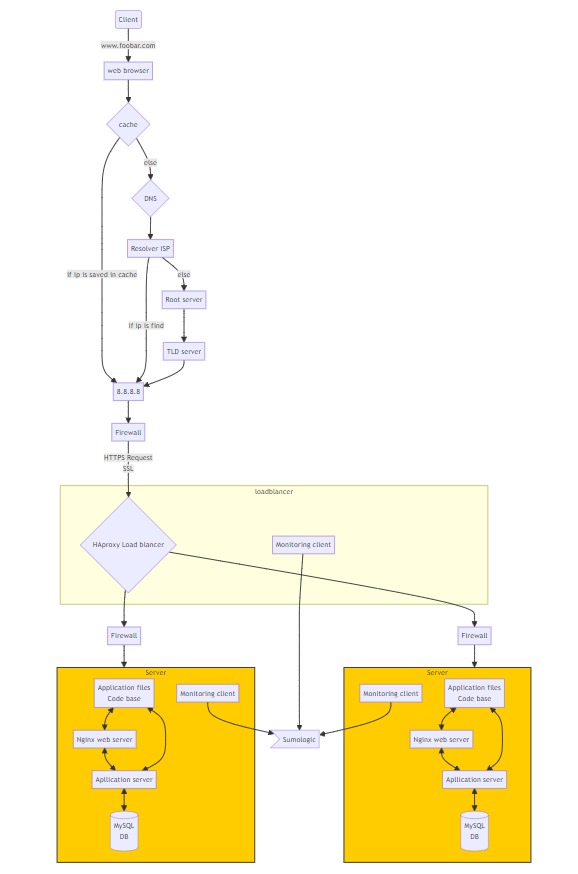 Client
www.foobar.com
web browser
cache
else
DNS
Resolver ISP
if ip is saved in cache
else
Root server
if ip is find
TLD server
8.8.8.8
Firewall
HTTPS Request
SSL
loadblancer
HAproxy Load blancer
Monitoring client
Firewall
Firewall
Server
Application files
Code base
Monitoring client
Nginx web server
Apllication server
MySQL
DB
Sumologic
Server
Monitoring client
Application files
Code base
Nginx web server
Apllication server
MySQL
DB